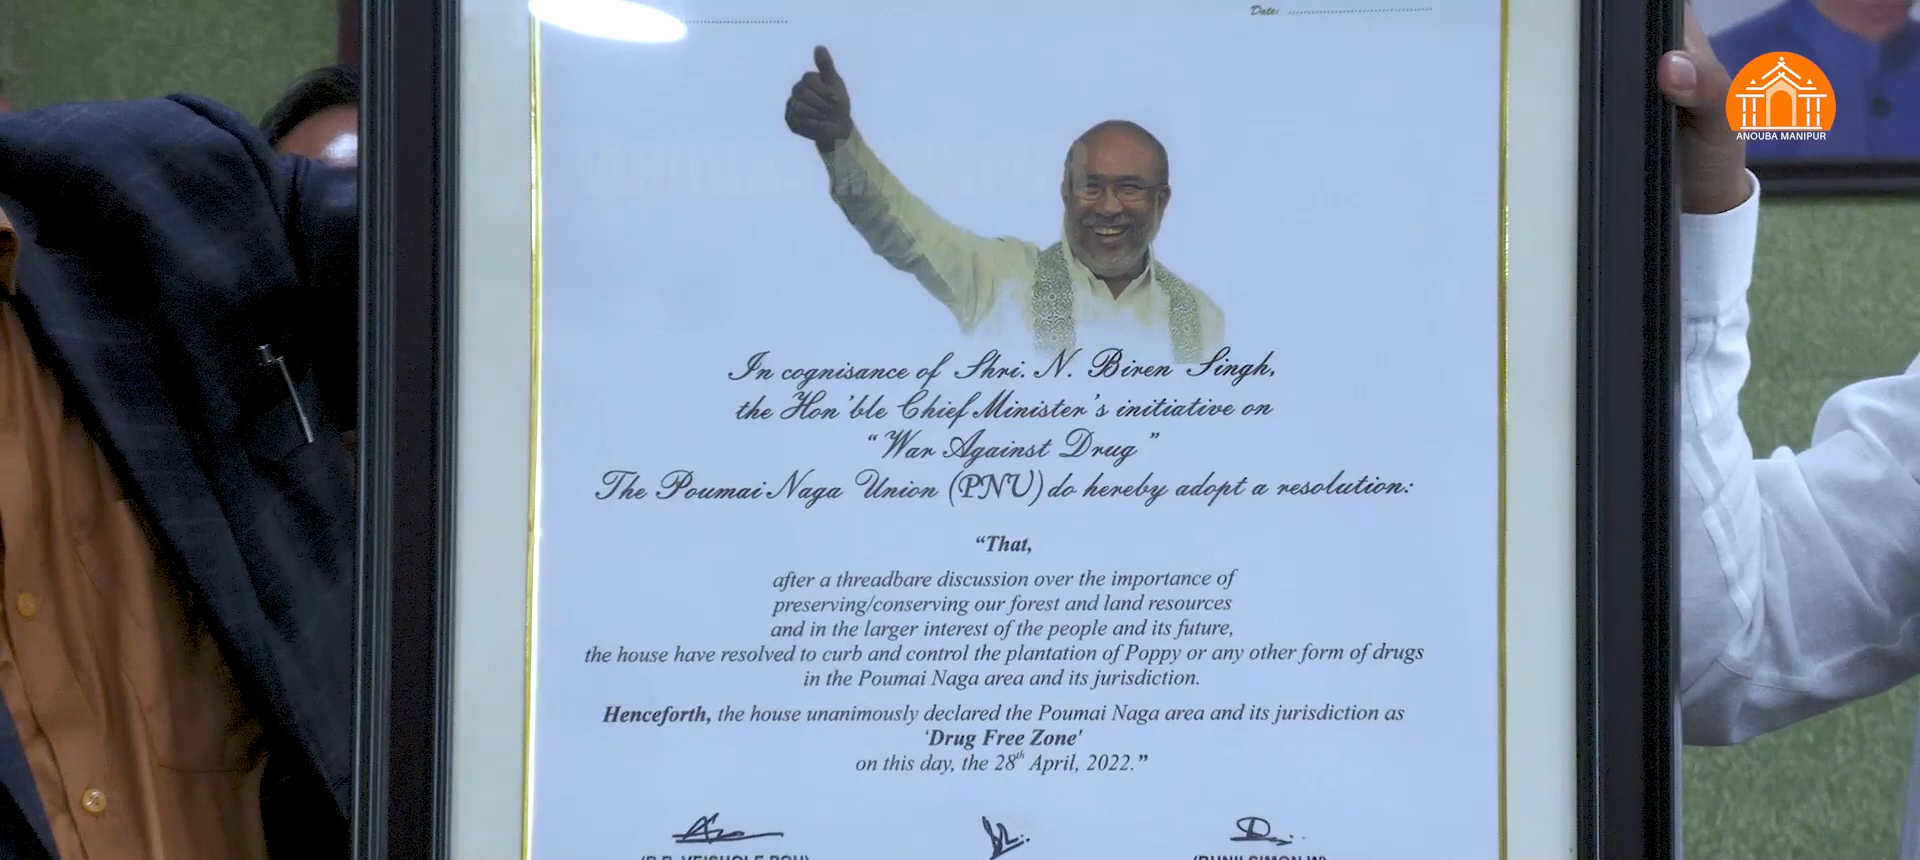 Date:
ANOUBA MANIPUR
In cognisance of Shri. N. Biren Singh,
the Hon'ble Chief Minister's initiative on
"War Against Drug"
The Poumai Naga Union (PNU) do hereby adopt a resolution:
"That,
after a threadbare discussion over the importance of
preserving/conserving our forest and land resources
and in the larger interest of the people and its future,
the house have resolved to curb and control the plantation of Poppy or any other form of drugs
in the Poumai Naga area and its jurisdiction.
Henceforth, the house unanimously declared the Poumai Naga area and its jurisdiction as
'Drug Free Zone'
on this day, the 28th April, 2022."